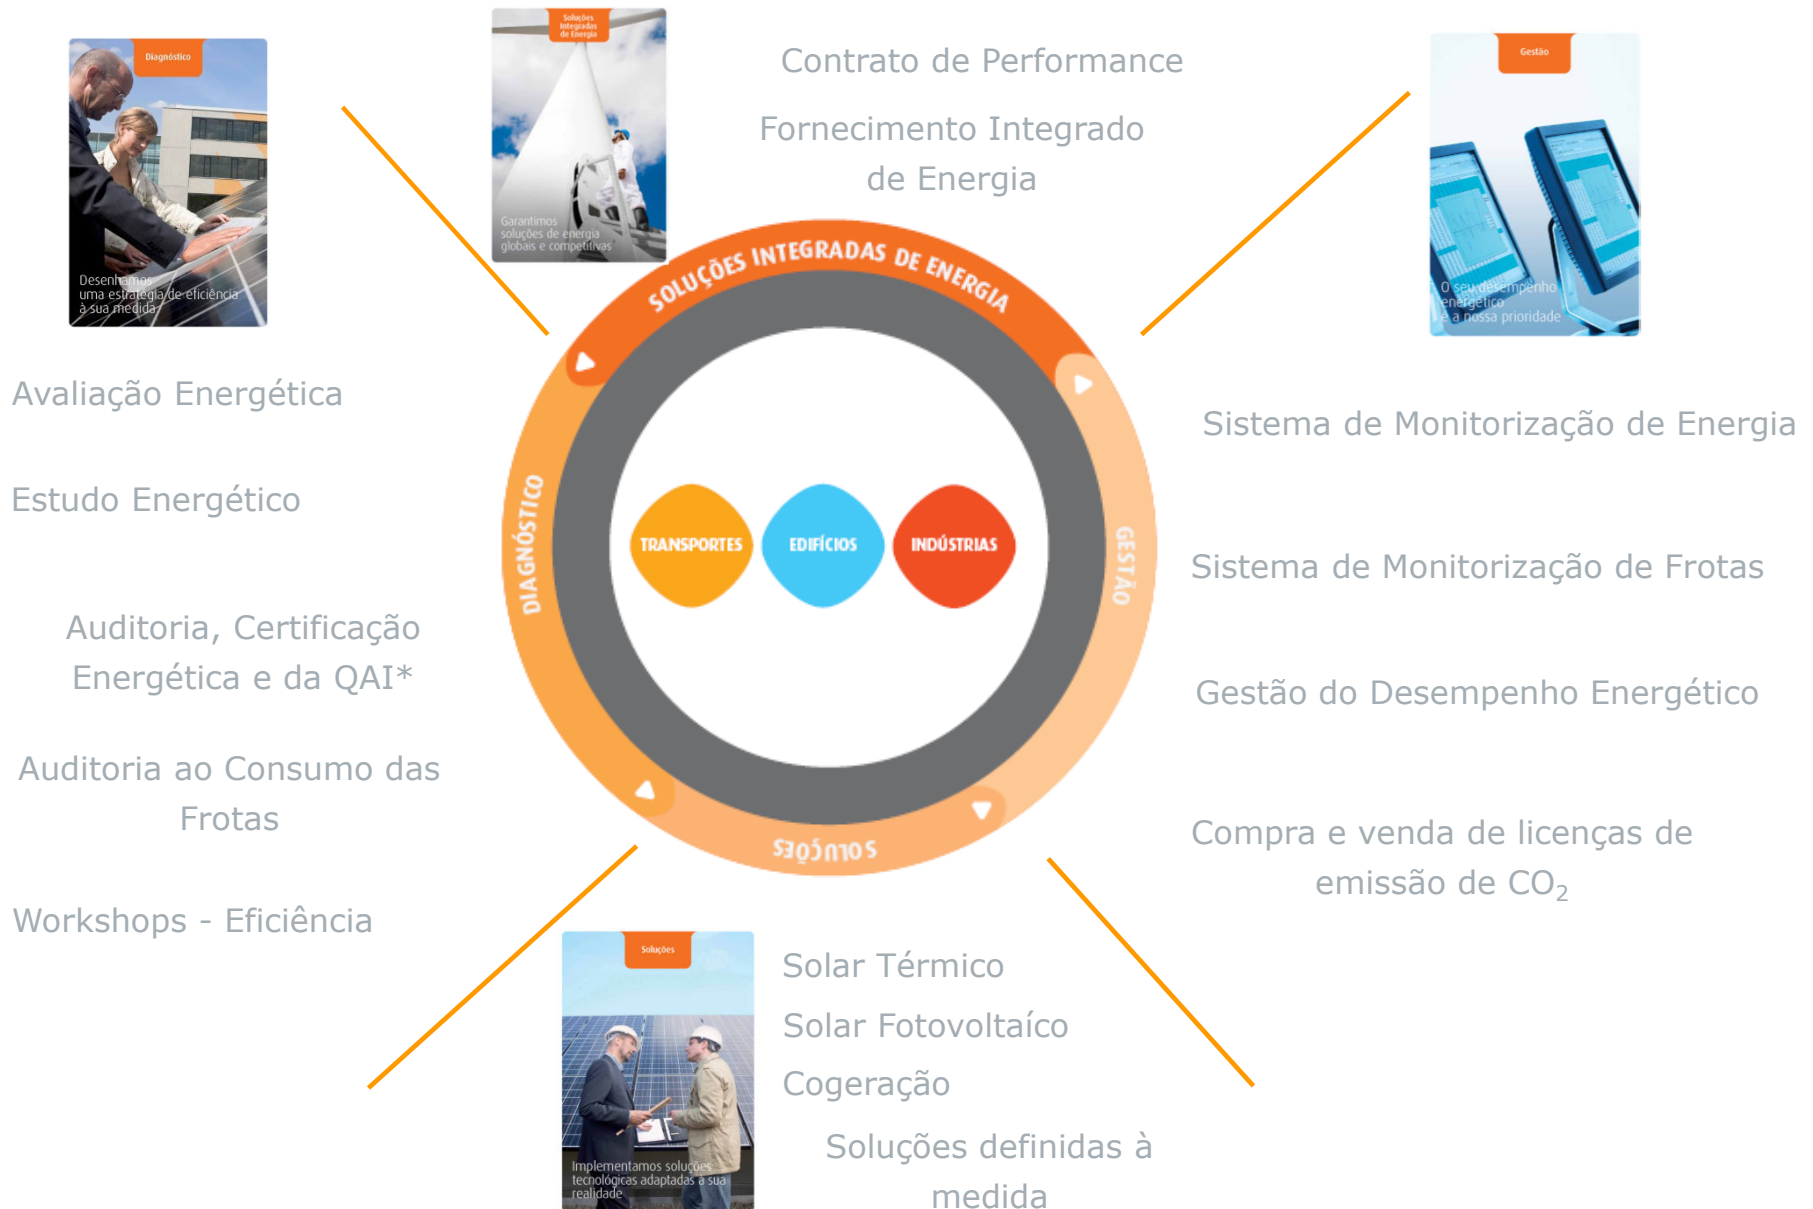 Diagnóstico
Desenhamos
uma estratégia de eficiência
à sua medida
Soluções
Integradas
de Energia
Garantimos
soluções de energia
globais e competitivas
Contrato de Performance
Fornecimento Integrado
de Energia
Gestão
O seu desempenho
energético
é a nossa prioridade
SOLUÇÕES INTEGRADAS DE ENERGIA
DIAGNÓSTICO
GESTÃO
SOLUÇÕES
TRANSPORTES
EDIFÍCIOS
INDÚSTRIAS
Avaliação Energética
Estudo Energético
Auditoria, Certificação
Energética e da QAI*
Auditoria ao Consumo das
Frotas
Workshops - Eficiência
Sistema de Monitorização de Energia
Sistema de Monitorização de Frotas
Gestão do Desempenho Energético
Compra e venda de licenças de
emissão de CO₂
Soluções
Implementamos soluções
tecnológicas adaptadas à sua
realidade
Solar Térmico
Solar Fotovoltaíco
Cogeração
Soluções definidas à
medida